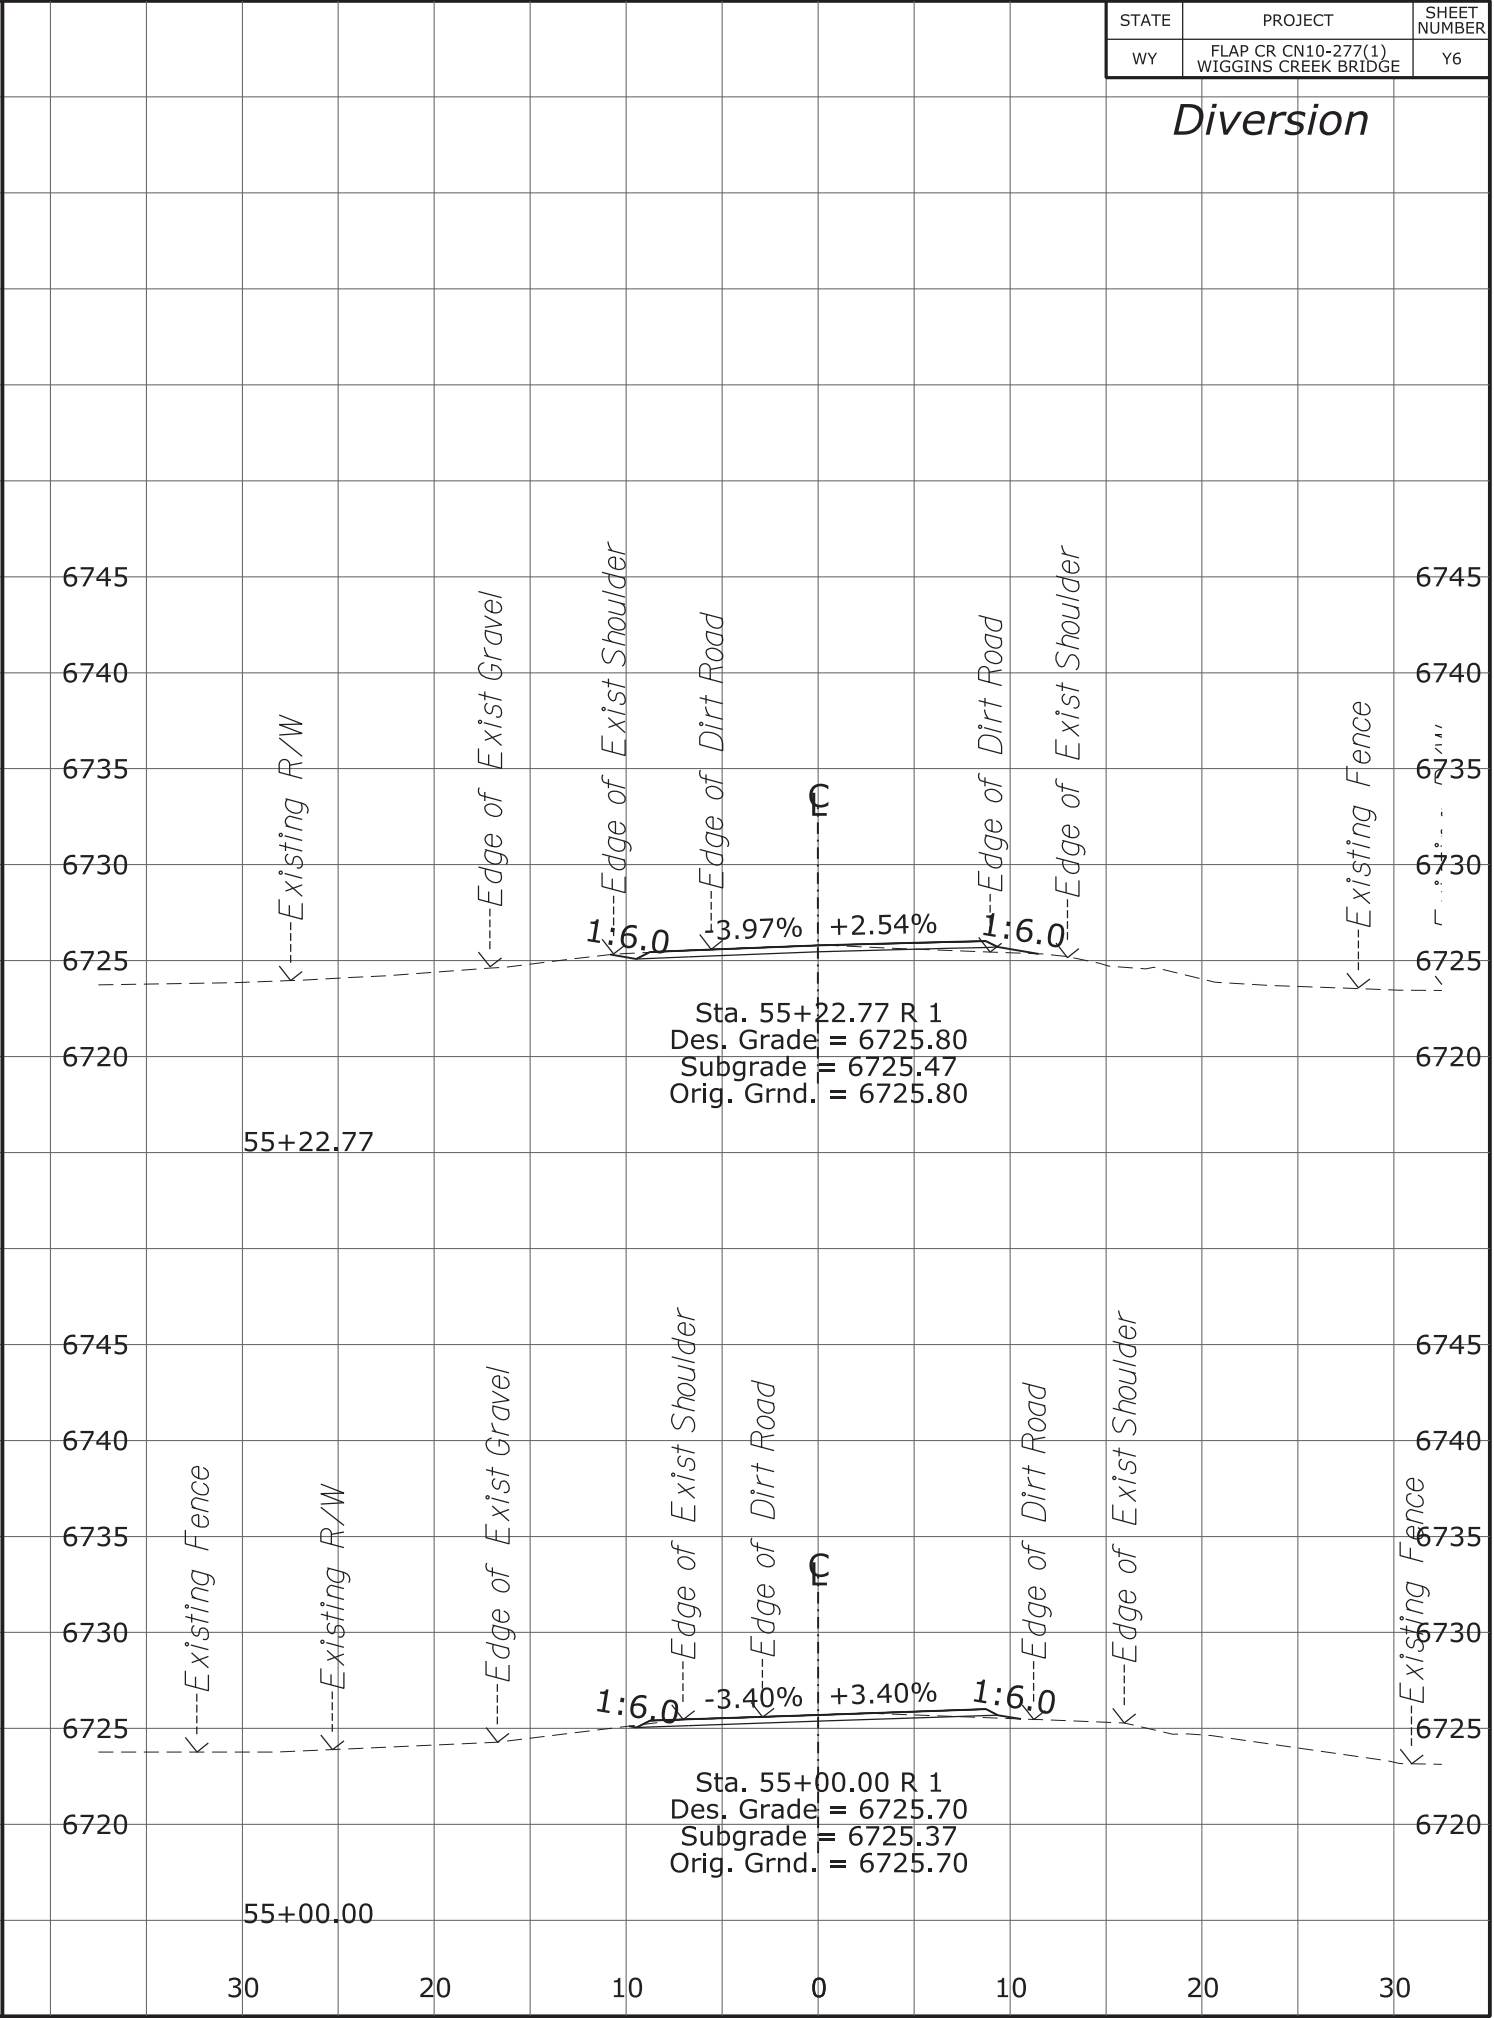 STATE PROJECT SHEET NUMBER
WY FLAP CR CN10-277(1) WIGGINS CREEK BRIDGE Y6
Diversion
6745 6745
6740 6740
6735 6735
6730 6730
6725 6725
6720 6720
Existing R/W
Edge of Exist Gravel
Edge of Exist Shoulder
Edge of Dirt Road
℄
Edge of Dirt Road
Edge of Exist Shoulder
Existing Fence
1:6.0 -3.97% +2.54% 1:6.0
Sta. 55+22.77 R 1
Des. Grade = 6725.80
Subgrade = 6725.47
Orig. Grnd. = 6725.80
55+22.77
6745 6745
6740 6740
6735 6735
6730 6730
6725 6725
6720 6720
Existing Fence
Existing R/W
Edge of Exist Gravel
Edge of Exist Shoulder
Edge of Dirt Road
℄
Edge of Dirt Road
Edge of Exist Shoulder
Existing Fence
1:6.0 -3.40% +3.40% 1:6.0
Sta. 55+00.00 R 1
Des. Grade = 6725.70
Subgrade = 6725.37
Orig. Grnd. = 6725.70
55+00.00
30 20 10 0 10 20 30